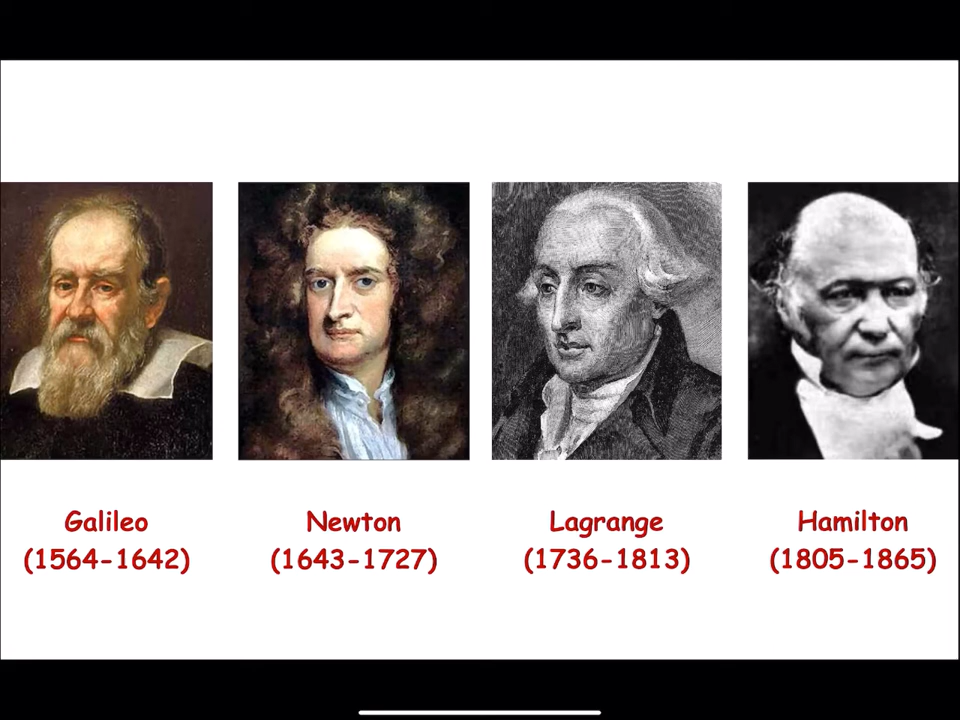 Galileo
(1564-1642)
Newton
(1643-1727)
Lagrange
(1736-1813)
Hamilton
(1805-1865)